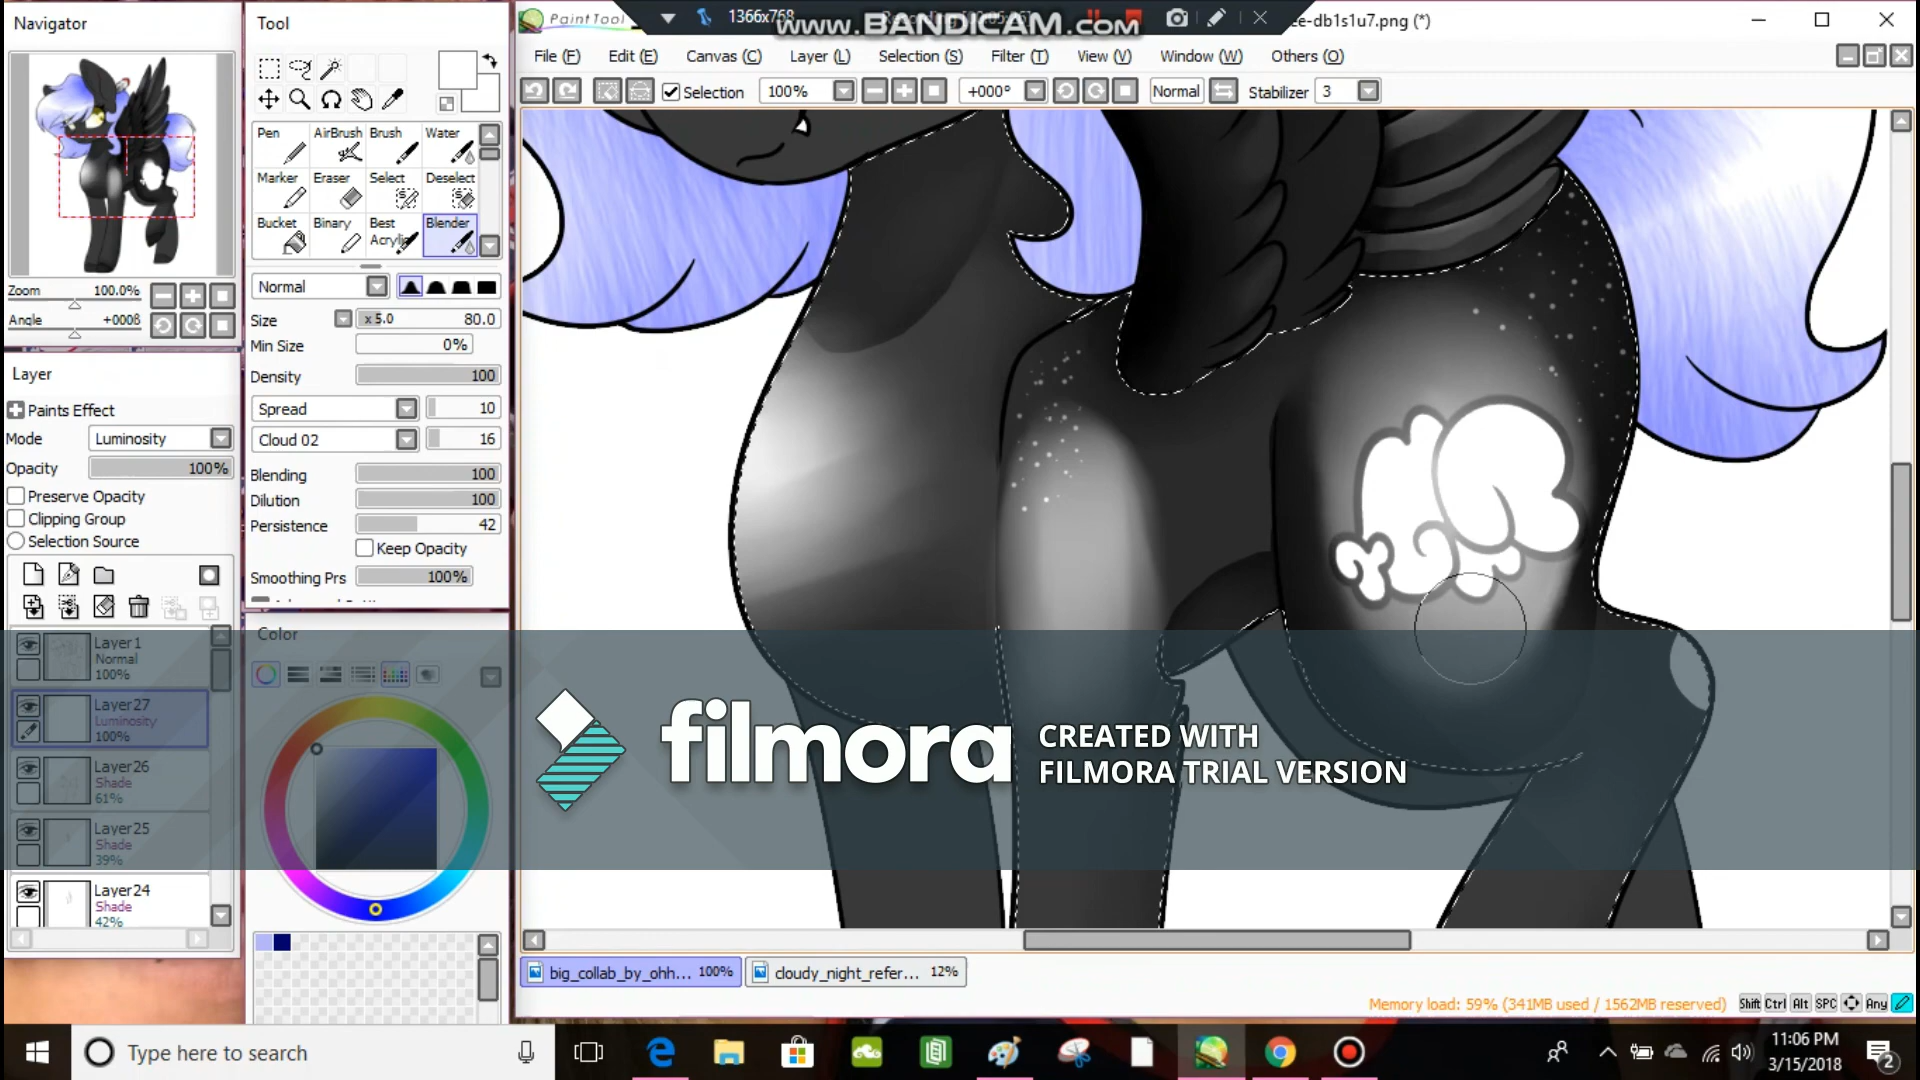 Navigator
Zoom 100.0%
Angle +000ß
Layer
Paints Effect
Mode Luminosity
Opacity 100%
Preserve Opacity
Clipping Group
Selection Source
Layer1
Normal
100%
Layer27
Luminosity
100%
Layer26
Shade
61%
Layer25
Shade
39%
Layer24
Shade
42%
Tool
Pen AirBrush Brush Water
Marker Eraser Select Deselect
Bucket Binary Best Acrylic Blender
Normal
Size x 5.0 80.0
Min Size 0%
Density 100
Spread 10
Cloud 02 16
Blending 100
Dilution 100
Persistence 42
Keep Opacity
Smoothing Prs 100%
Color
PaintTool
1366x768
www.BANDICAM.com
ee-db1s1u7.png (*)
File (F) Edit (E) Canvas (C) Layer (L) Selection (S) Filter (T) View (V) Window (W) Others (O)
Selection 100% +000° Normal Stabilizer 3
filmora
CREATED WITH
FILMORA TRIAL VERSION
big_collab_by_ohh... 100% cloudy_night_refer... 12%
Memory load: 59% (341MB used / 1562MB reserved) Shift Ctrl Alt SPC Any
Type here to search
11:06 PM
3/15/2018
2